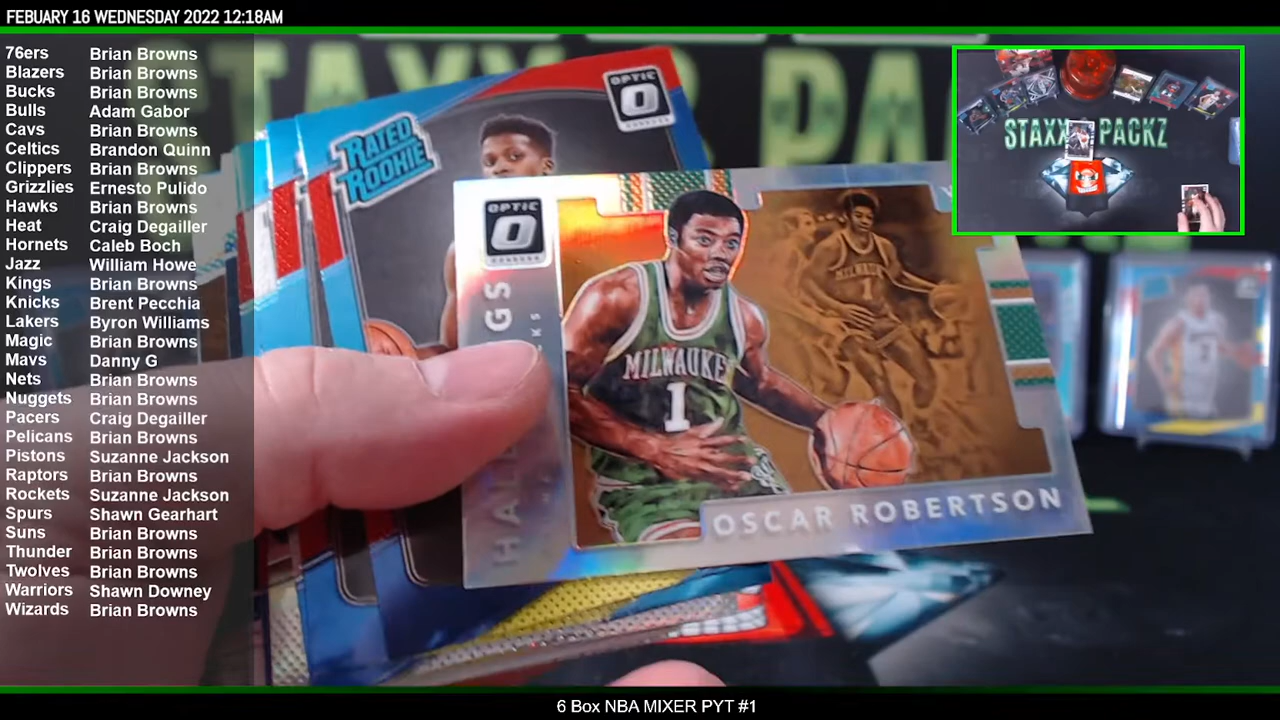 FEBUARY 16 WEDNESDAY 2022 12:18AM
76ers Brian Browns
Blazers Brian Browns
Bucks Brian Browns
Bulls Adam Gabor
Cavs Brian Browns
Celtics Brandon Quinn
Clippers Brian Browns
Grizzlies Ernesto Pulido
Hawks Brian Browns
Heat Craig Degailler
Hornets Caleb Boch
Jazz William Howe
Kings Brian Browns
Knicks Brent Pecchia
Lakers Byron Williams
Magic Brian Browns
Mavs Danny G
Nets Brian Browns
Nuggets Brian Browns
Pacers Craig Degailler
Pelicans Brian Browns
Pistons Suzanne Jackson
Raptors Brian Browns
Rockets Suzanne Jackson
Spurs Shawn Gearhart
Suns Brian Browns
Thunder Brian Browns
Twolves Brian Browns
Warriors Shawn Downey
Wizards Brian Browns
RATED
ROOKIE
OPTIC
OPTIC
MILWAUKEE
1
MILWAUKEE
1
OSCAR ROBERTSON
STAXX PACKZ
6 Box NBA MIXER PYT #1